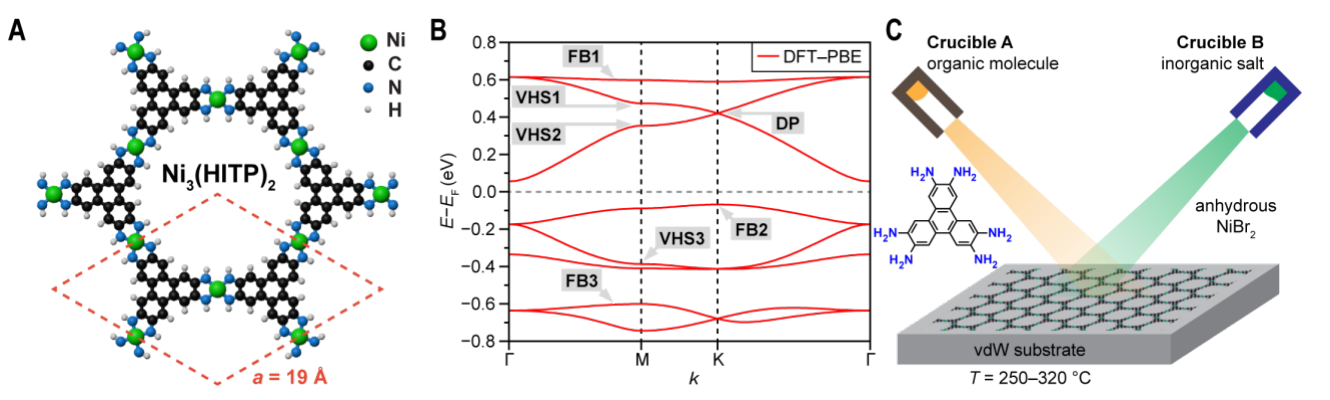 A
Ni
C
N
H
Ni₃(HITP)₂
a = 19 Å
B
E−E_F (eV)
0.8
0.6
0.4
0.2
0.0
−0.2
−0.4
−0.6
−0.8
FB1
VHS1
VHS2
DFT–PBE
DP
VHS3
FB2
FB3
Γ
M
K
Γ
k
C
Crucible A
organic molecule
Crucible B
inorganic salt
NH₂
NH₂
H₂N
NH₂
H₂N
NH₂
anhydrous
NiBr₂
vdW substrate
T = 250–320 °C